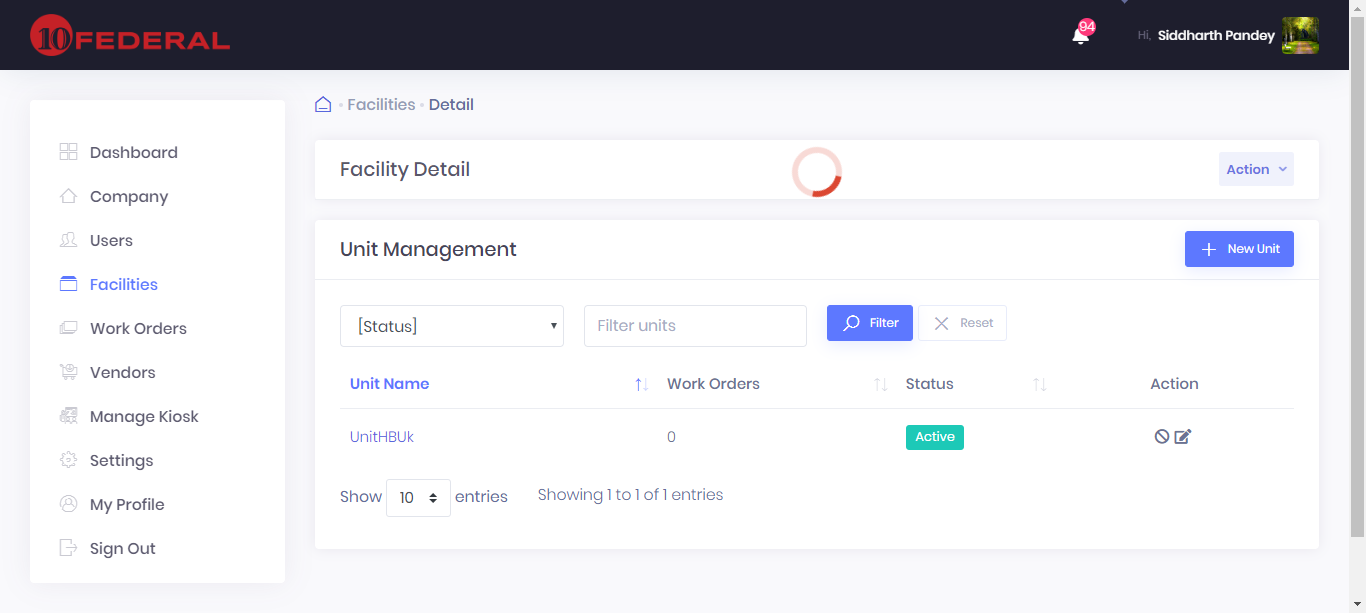 10 FEDERAL
94
Hi, Siddharth Pandey
Facilities Detail
Dashboard
Company
Users
Facilities
Work Orders
Vendors
Manage Kiosk
Settings
My Profile
Sign Out
Facility Detail
Action
Unit Management
New Unit
[Status]
Filter units
Filter
Reset
Unit Name Work Orders Status Action
UnitHBUk 0 Active
Show 10 entries Showing 1 to 1 of 1 entries